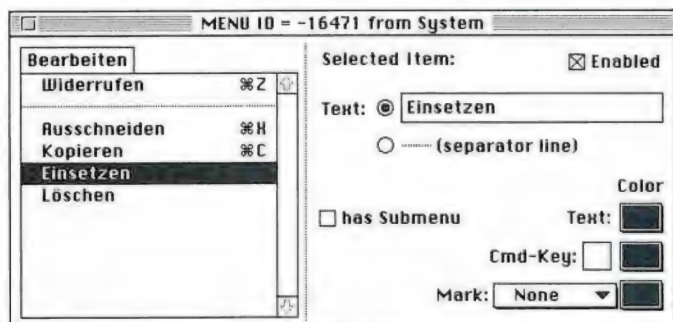 MENU ID = -16471 from System
Bearbeiten
Widerrufen ⌘Z
Ausschneiden ⌘X
Kopieren ⌘C
Einsetzen
Löschen
Selected Item:
Enabled
Text: Einsetzen
(separator line)
Color
has Submenu
Text:
Cmd-Key:
Mark: None